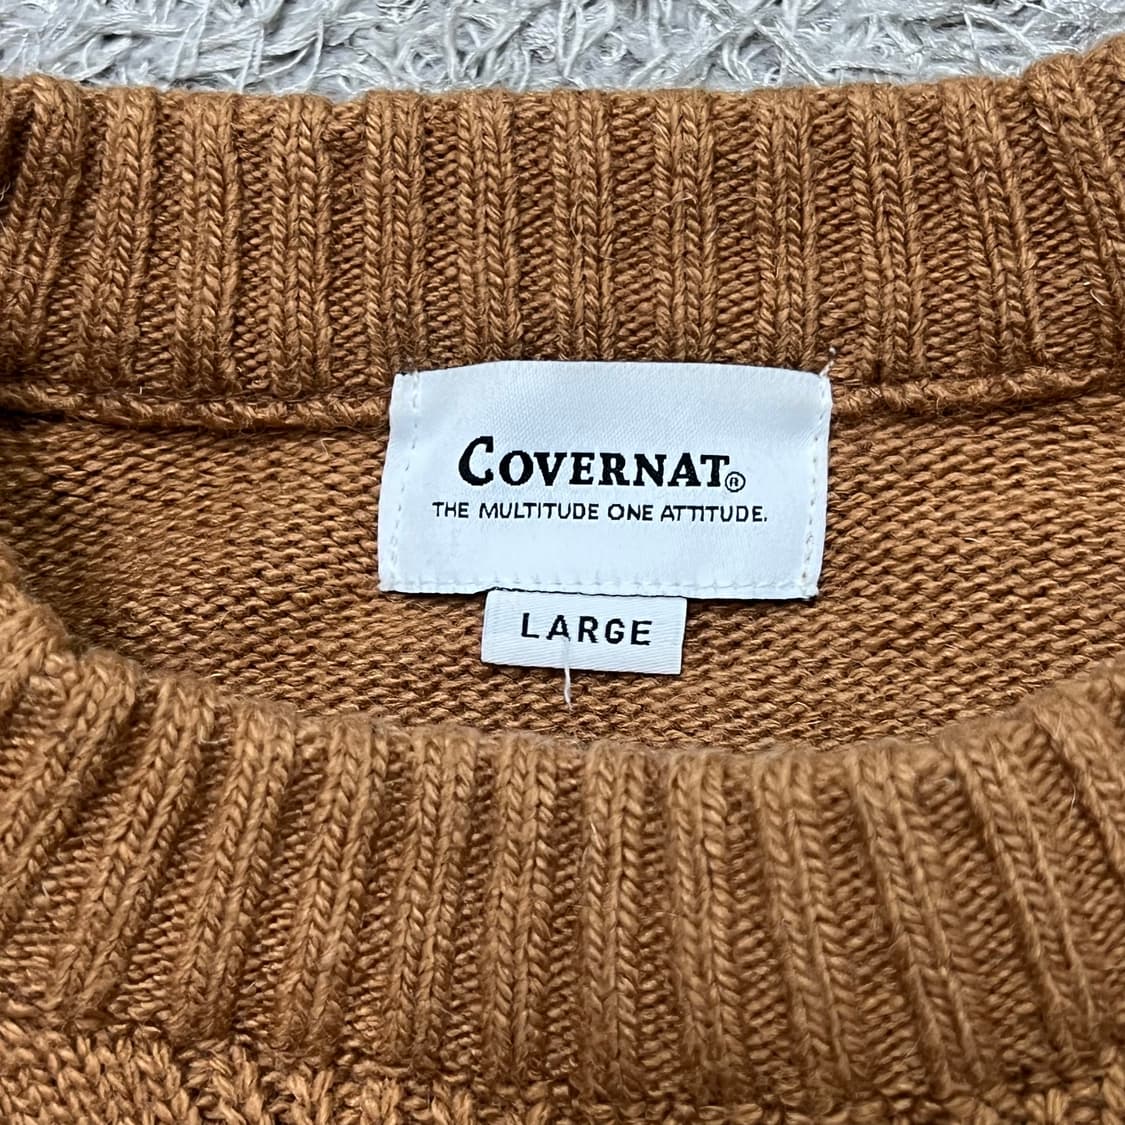 COVERNAT®
THE MULTITUDE ONE ATTITUDE.
LARGE